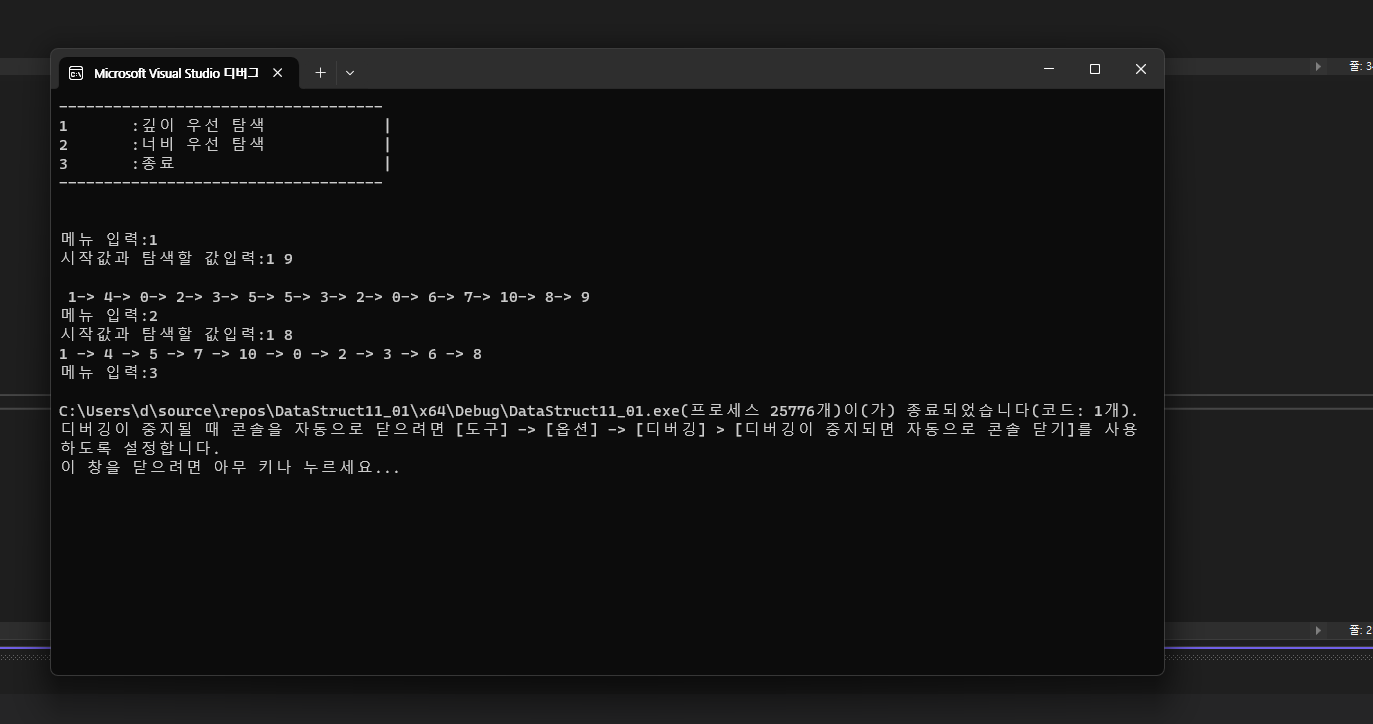 Microsoft Visual Studio 디버그
-------------------------------------
1 :깊이 우선 탐색 |
2 :너비 우선 탐색 |
3 :종료 |
-------------------------------------
메뉴 입력:1
시작값과 탐색할 값입력:1 9
1-> 4-> 0-> 2-> 3-> 5-> 5-> 3-> 2-> 0-> 6-> 7-> 10-> 8-> 9
메뉴 입력:2
시작값과 탐색할 값입력:1 8
1 -> 4 -> 5 -> 7 -> 10 -> 0 -> 2 -> 3 -> 6 -> 8
메뉴 입력:3
C:\Users\d\source\repos\DataStruct11_01\x64\Debug\DataStruct11_01.exe(프로세스 25776개)이(가) 종료되었습니다(코드: 1개).
디버깅이 중지될 때 콘솔을 자동으로 닫으려면 [도구] -> [옵션] -> [디버깅] > [디버깅이 중지되면 자동으로 콘솔 닫기]를 사용
하도록 설정합니다.
이 창을 닫으려면 아무 키나 누르세요...
줄: 2